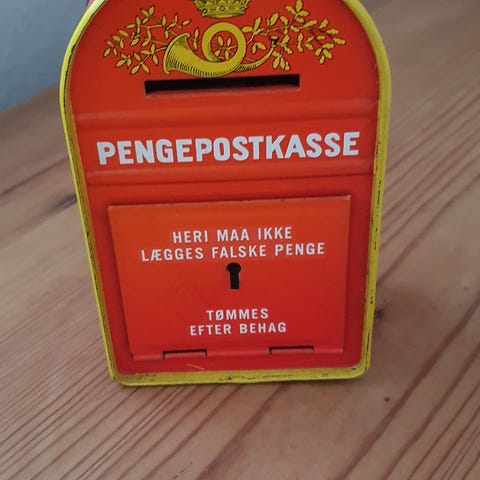 PENGEPOSTKASSE
HERI MAA IKKE
LÆGGES FALSKE PENGE
TØMMES
EFTER BEHAG